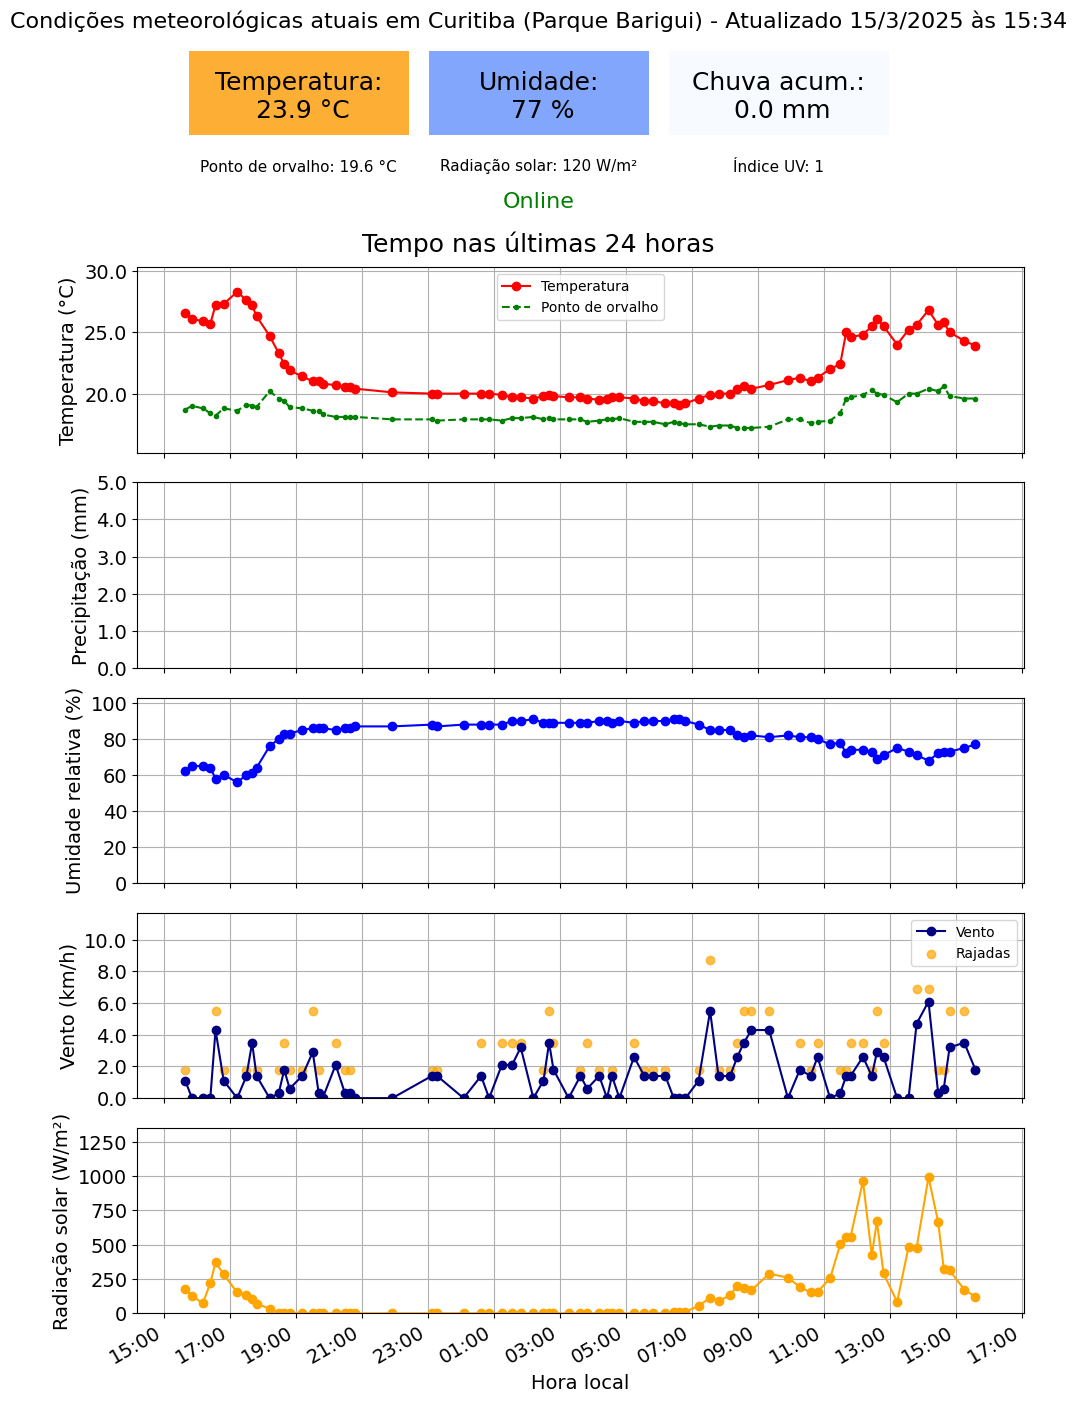 Condições meteorológicas atuais em Curitiba (Parque Barigui) - Atualizado 15/3/2025 às 15:34
Temperatura:
23.9 °C
Umidade:
77 %
Chuva acum.:
0.0 mm
Ponto de orvalho: 19.6 °C
Radiação solar: 120 W/m²
Índice UV: 1
Online
Tempo nas últimas 24 horas
Temperatura (°C)
30.0
25.0
20.0
Temperatura
Ponto de orvalho
Precipitação (mm)
5.0
4.0
3.0
2.0
1.0
0.0
Umidade relativa (%)
100
80
60
40
20
0
Vento (km/h)
10.0
8.0
6.0
4.0
2.0
0.0
Vento
Rajadas
Radiação solar (W/m²)
1250
1000
750
500
250
0
15:00
17:00
19:00
21:00
23:00
01:00
03:00
05:00
07:00
09:00
11:00
13:00
15:00
17:00
Hora local